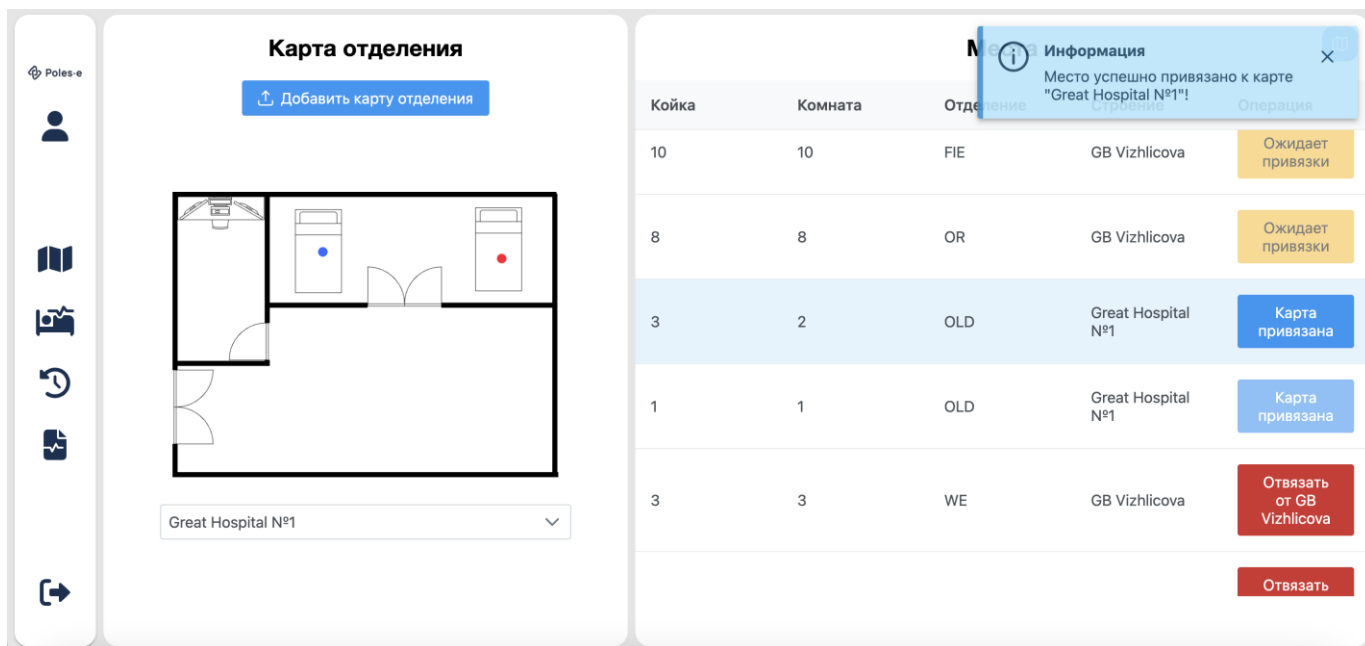 Poles-e
Карта отделения
Добавить карту отделения
Great Hospital №1
Места
Информация
Место успешно привязано к карте
"Great Hospital №1"!
Койка Комната Отделение Строение Операция
10 10 FIE GB Vizhlicova Ожидает
привязки
8 8 OR GB Vizhlicova Ожидает
привязки
3 2 OLD Great Hospital
№1 Карта
привязана
1 1 OLD Great Hospital
№1 Карта
привязана
3 3 WE GB Vizhlicova Отвязать
от GB
Vizhlicova
Отвязать